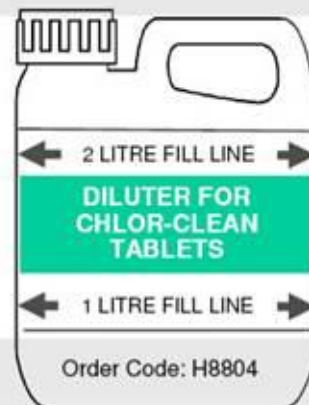 2 LITRE FILL LINE
DILUTER FOR
CHLOR-CLEAN
TABLETS
1 LITRE FILL LINE
Order Code: H8804